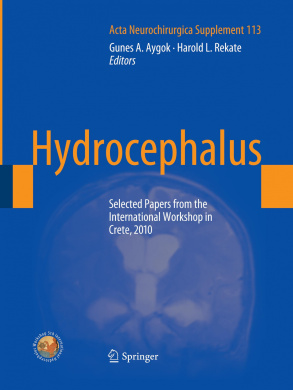 Acta Neurochirurgica Supplement 113
Gunes A. Aygok · Harold L. Rekate
Editors
Hydrocephalus
Selected Papers from the
International Workshop in
Crete, 2010
Springer